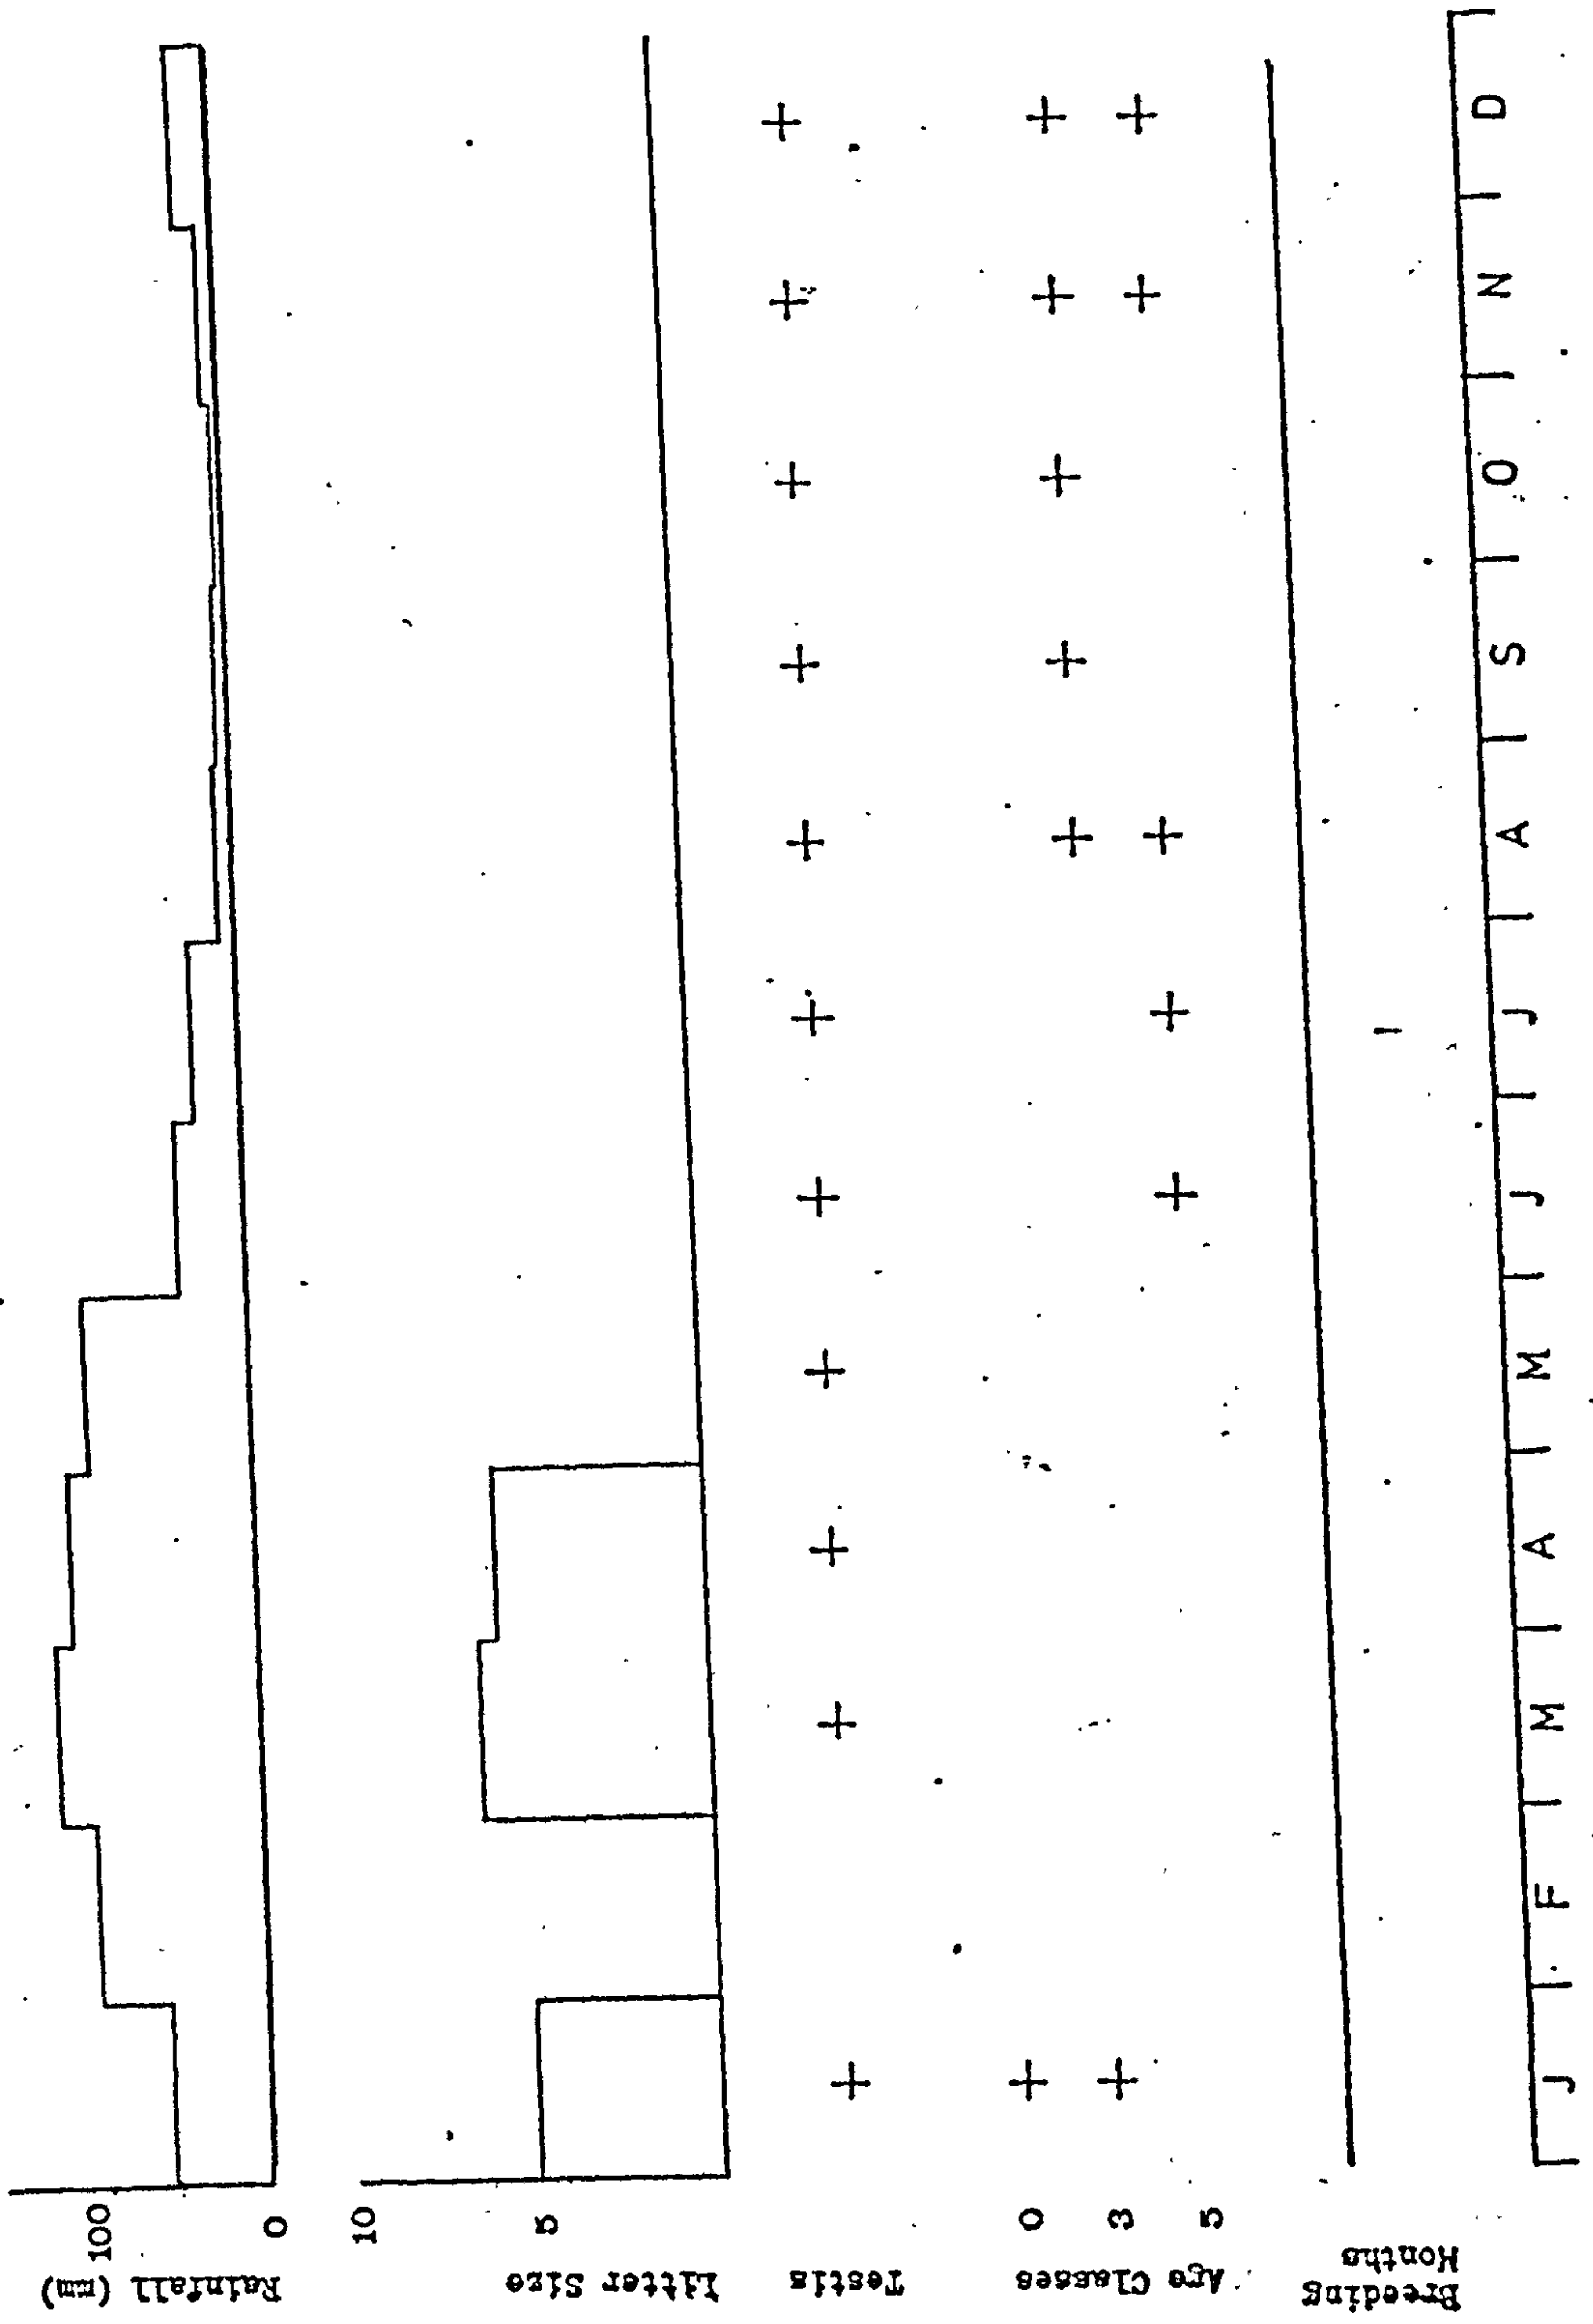 Rainfall (mm)
100
0
Litter Size
10
5
Testis
Age Classes
0
3
5
Breeding
Months
J F M A M J J A S O N D